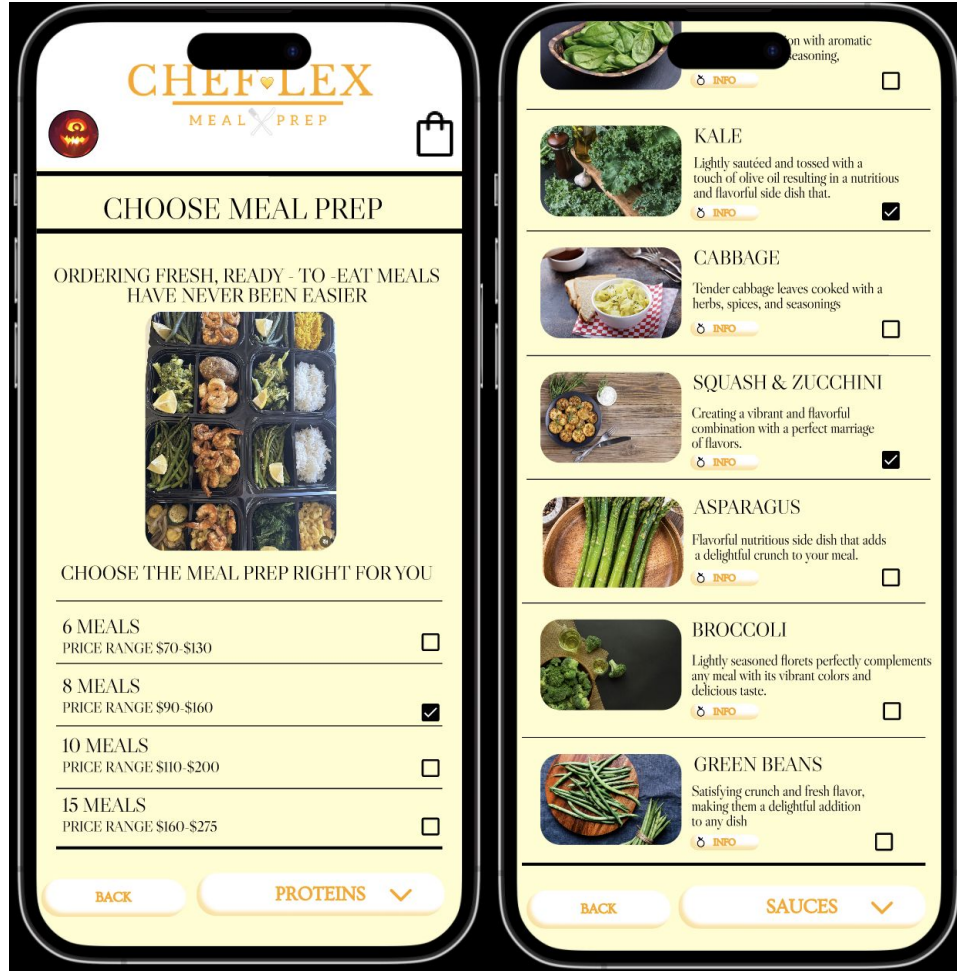 CHEF LEX
MEAL PREP
CHOOSE MEAL PREP
ORDERING FRESH, READY - TO -EAT MEALS
HAVE NEVER BEEN EASIER
CHOOSE THE MEAL PREP RIGHT FOR YOU
6 MEALS
PRICE RANGE $70-$130
8 MEALS
PRICE RANGE $90-$160
10 MEALS
PRICE RANGE $110-$200
15 MEALS
PRICE RANGE $160-$275
BACK
PROTEINS
on with aromatic
easoning,
INFO
KALE
Lightly sautéed and tossed with a
touch of olive oil resulting in a nutritious
and flavorful side dish that.
INFO
CABBAGE
Tender cabbage leaves cooked with a
herbs, spices, and seasonings
INFO
SQUASH & ZUCCHINI
Creating a vibrant and flavorful
combination with a perfect marriage
of flavors.
INFO
ASPARAGUS
Flavorful nutritious side dish that adds
a delightful crunch to your meal.
INFO
BROCCOLI
Lightly seasoned florets perfectly complements
any meal with its vibrant colors and
delicious taste.
INFO
GREEN BEANS
Satisfying crunch and fresh flavor,
making them a delightful addition
to any dish
INFO
BACK
SAUCES